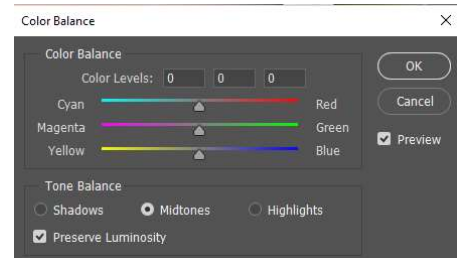 Color Balance
Color Balance
Color Levels: 0 0 0
OK
Cyan Red
Cancel
Magenta Green
Preview
Yellow Blue
Tone Balance
Shadows Midtones Highlights
Preserve Luminosity